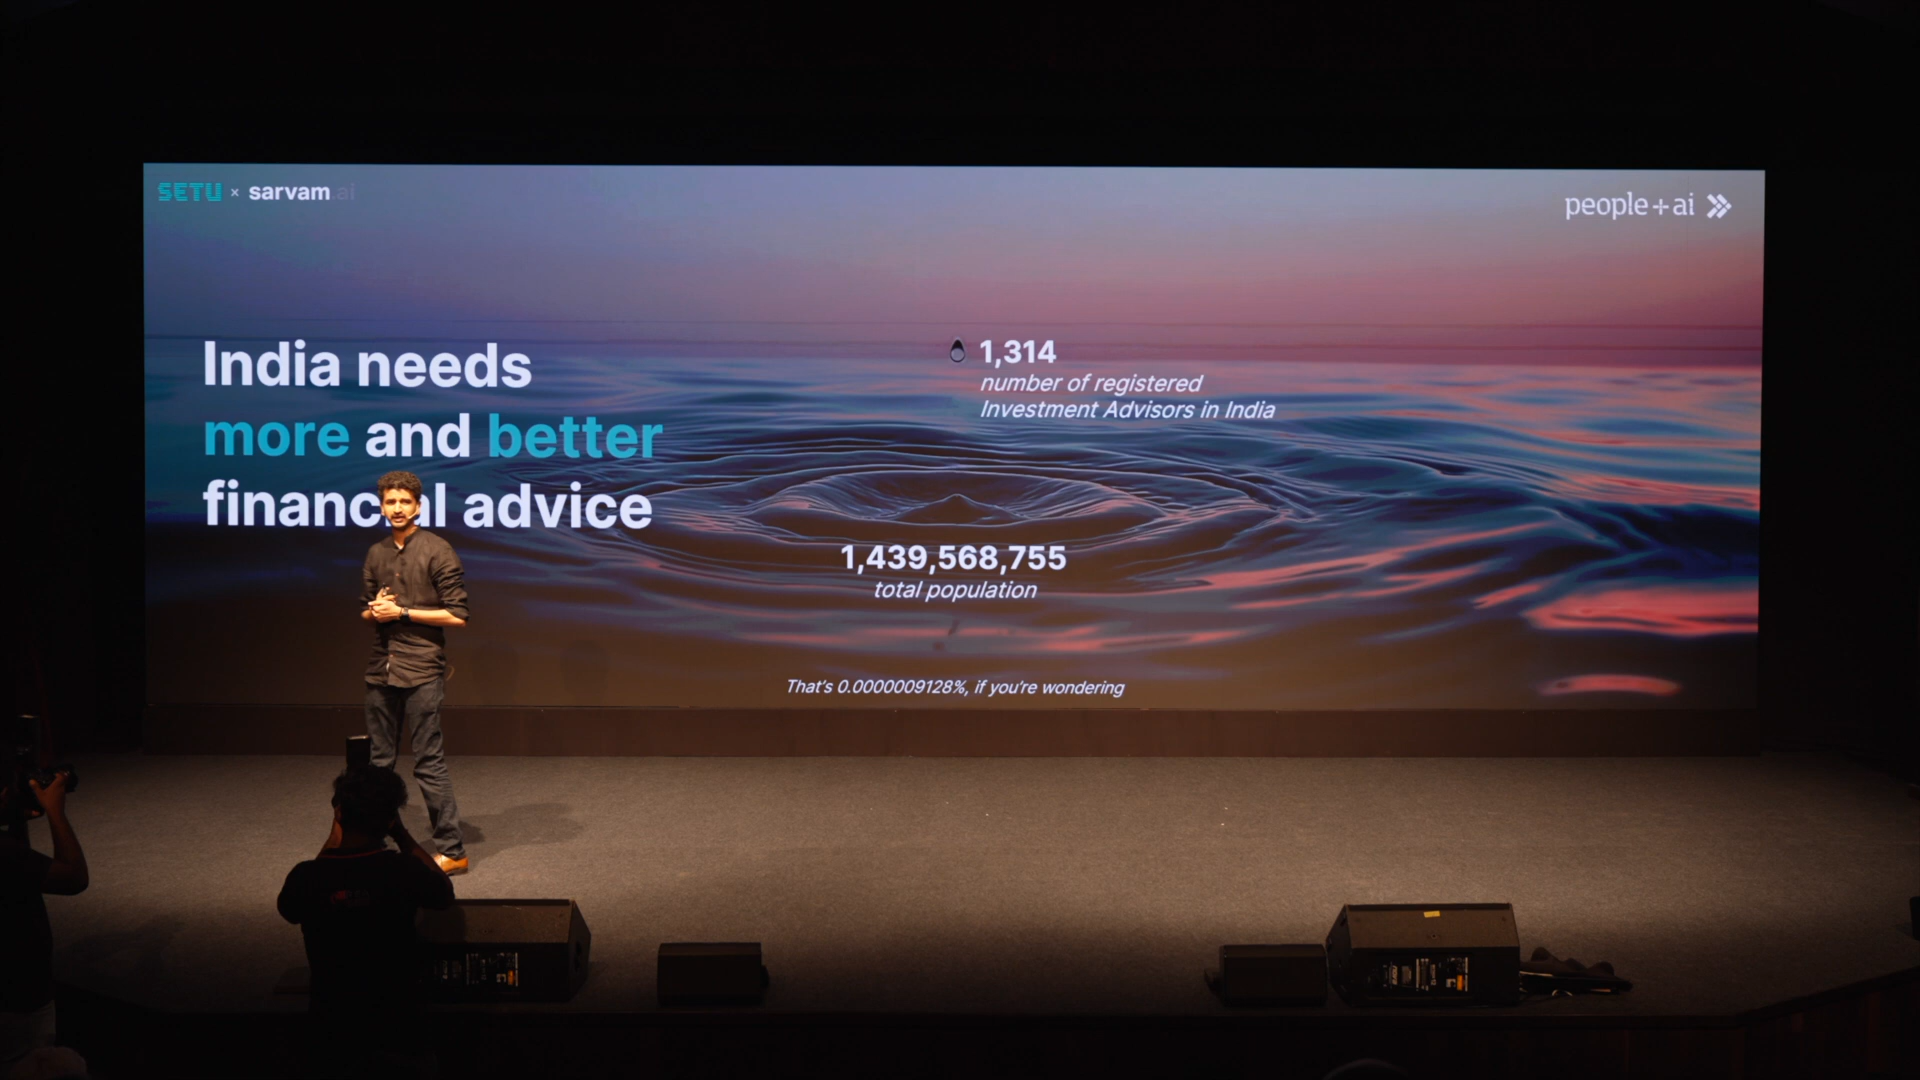 SETU × sarvam.ai
people+ai
India needs
more and better
financial advice
1,314
number of registered
Investment Advisors in India
1,439,568,755
total population
That's 0.0000009128%, if you're wondering